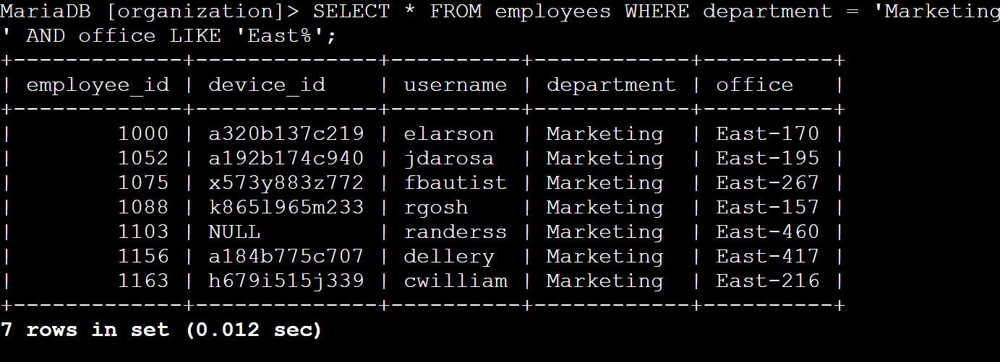 MariaDB [organization]> SELECT * FROM employees WHERE department = 'Marketing
' AND office LIKE 'East%';
+-------------+--------------+----------+------------+----------+
| employee_id | device_id    | username | department | office   |
+-------------+--------------+----------+------------+----------+
|        1000 | a320b137c219 | elarson  | Marketing  | East-170 |
|        1052 | a192b174c940 | jdarosa  | Marketing  | East-195 |
|        1075 | x573y883z772 | fbautist | Marketing  | East-267 |
|        1088 | k865l965m233 | rgosh    | Marketing  | East-157 |
|        1103 | NULL         | randerss | Marketing  | East-460 |
|        1156 | a184b775c707 | dellery  | Marketing  | East-417 |
|        1163 | h679i515j339 | cwilliam | Marketing  | East-216 |
+-------------+--------------+----------+------------+----------+
7 rows in set (0.012 sec)